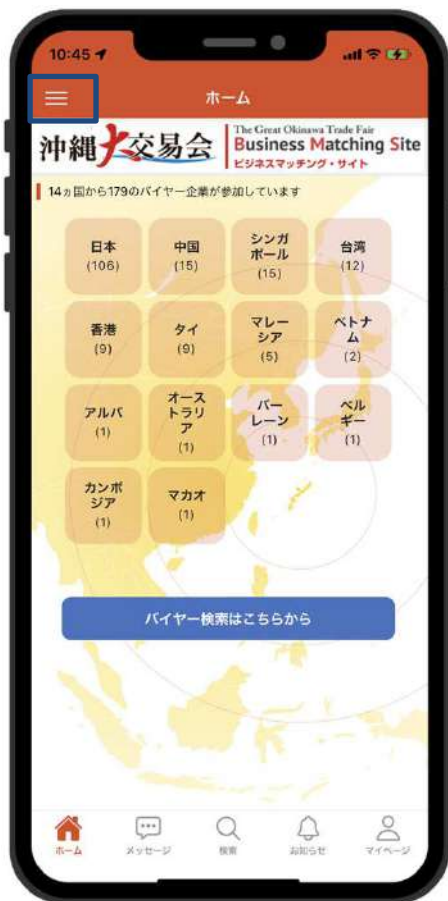 10:45
ホーム
沖縄大交易会
The Great Okinawa Trade Fair
Business Matching Site
ビジネスマッチング・サイト
14ヵ国から179のバイヤー企業が参加しています
日本
(106)
中国
(15)
シンガ
ポール
(15)
台湾
(12)
香港
(9)
タイ
(9)
マレー
シア
(5)
ベトナ
ム
(2)
アルバ
(1)
オース
トラリ
ア
(1)
バー
レーン
(1)
ベル
ギー
(1)
カンボ
ジア
(1)
マカオ
(1)
バイヤー検索はこちらから
ホーム
メッセージ
検索
お知らせ
マイページ